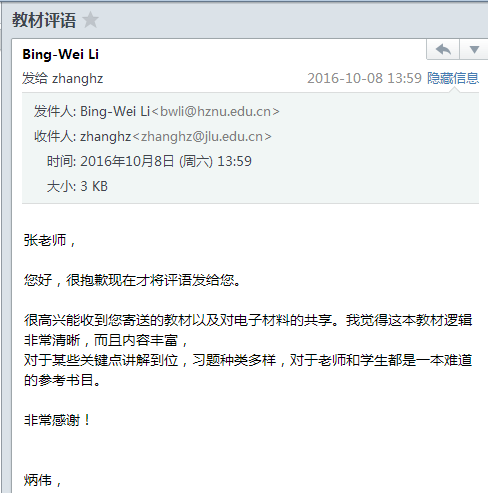 教材评语
Bing-Wei Li
发给 zhanghz 2016-10-08 13:59 隐藏信息
发件人: Bing-Wei Li<bwli@hznu.edu.cn>
收件人: zhanghz<zhanghz@jlu.edu.cn>
时间: 2016年10月8日 (周六) 13:59
大小: 3 KB
张老师，
您好，很抱歉现在才将评语发给您。
很高兴能收到您寄送的教材以及对电子材料的共享。我觉得这本教材逻辑
非常清晰，而且内容丰富，
对于某些关键点讲解到位，习题种类多样，对于老师和学生都是一本难道
的参考书目。
非常感谢！
炳伟，